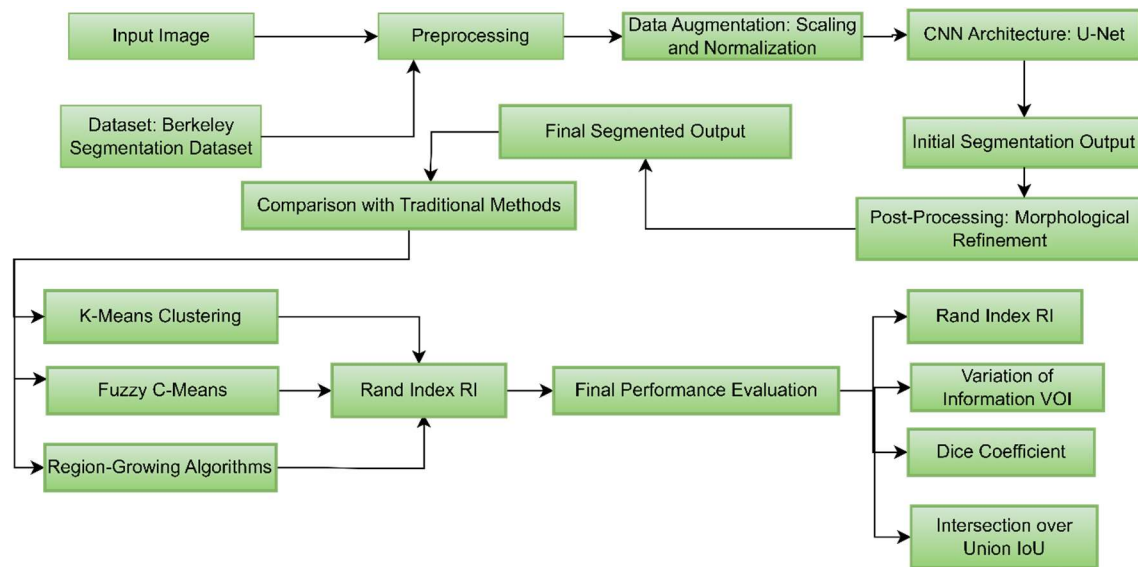 Input Image
Preprocessing
Data Augmentation: Scaling
and Normalization
CNN Architecture: U-Net
Dataset: Berkeley
Segmentation Dataset
Final Segmented Output
Initial Segmentation Output
Comparison with Traditional Methods
Post-Processing: Morphological
Refinement
K-Means Clustering
Fuzzy C-Means
Region-Growing Algorithms
Rand Index RI
Final Performance Evaluation
Rand Index RI
Variation of
Information VOI
Dice Coefficient
Intersection over
Union IoU